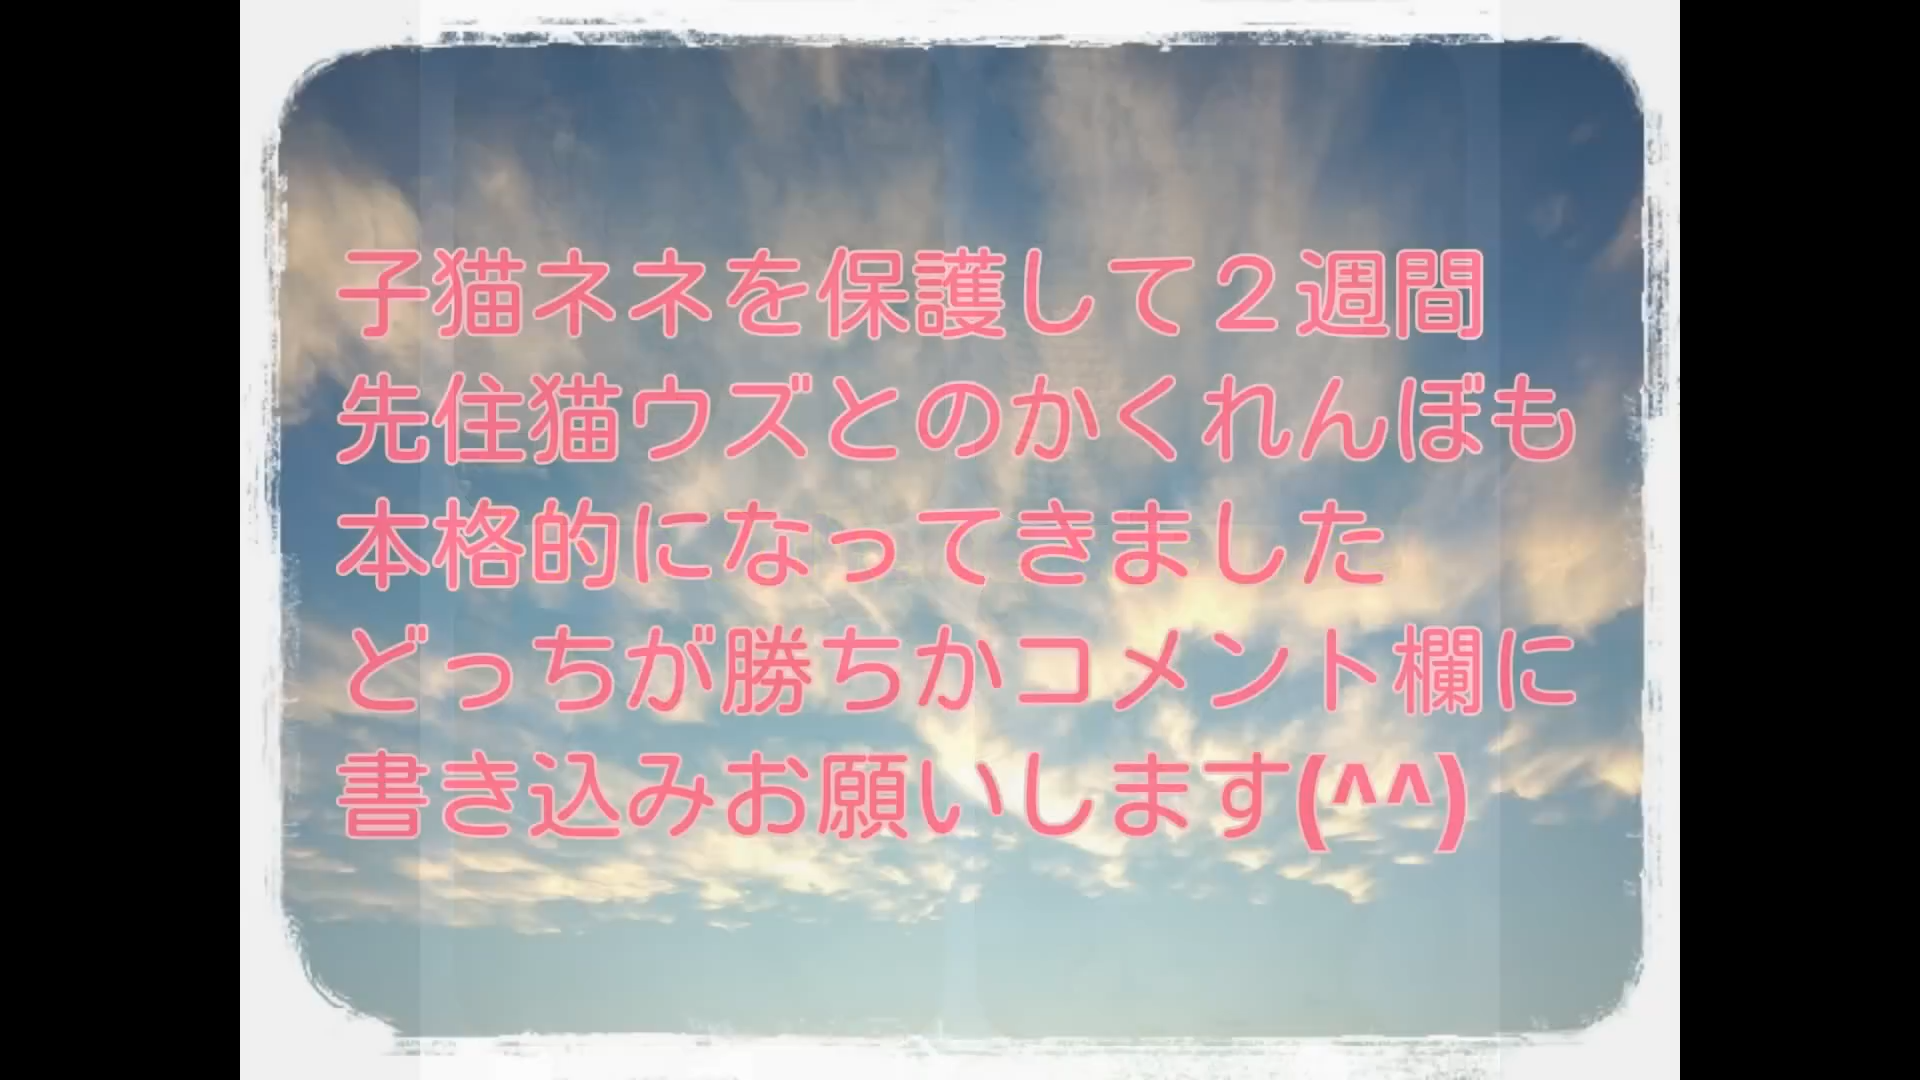 子猫ネネを保護して２週間
先住猫ウズとのかくれんぼも
本格的になってきました
どっちが勝ちかコメント欄に
書き込みお願いします(^^)